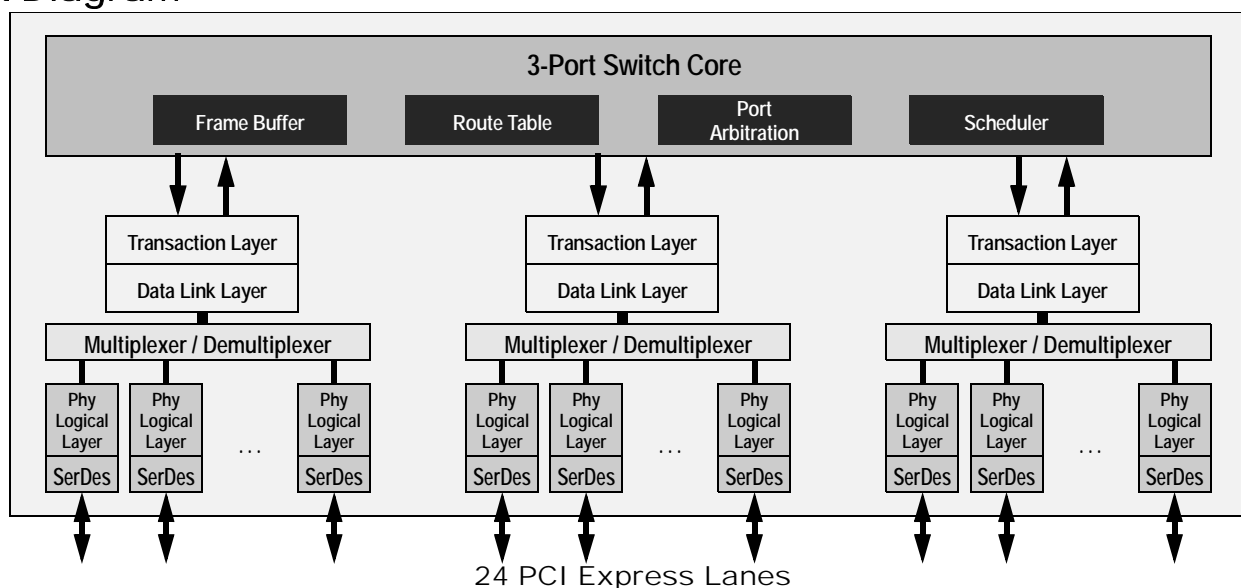 Diagram
3-Port Switch Core
Frame Buffer
Route Table
Port
Arbitration
Scheduler
Transaction Layer
Data Link Layer
Transaction Layer
Data Link Layer
Transaction Layer
Data Link Layer
Multiplexer / Demultiplexer
Multiplexer / Demultiplexer
Multiplexer / Demultiplexer
Phy
Logical
Layer
SerDes
Phy
Logical
Layer
SerDes
...
Phy
Logical
Layer
SerDes
Phy
Logical
Layer
SerDes
Phy
Logical
Layer
SerDes
...
Phy
Logical
Layer
SerDes
Phy
Logical
Layer
SerDes
Phy
Logical
Layer
SerDes
...
Phy
Logical
Layer
SerDes
24 PCI Express Lanes